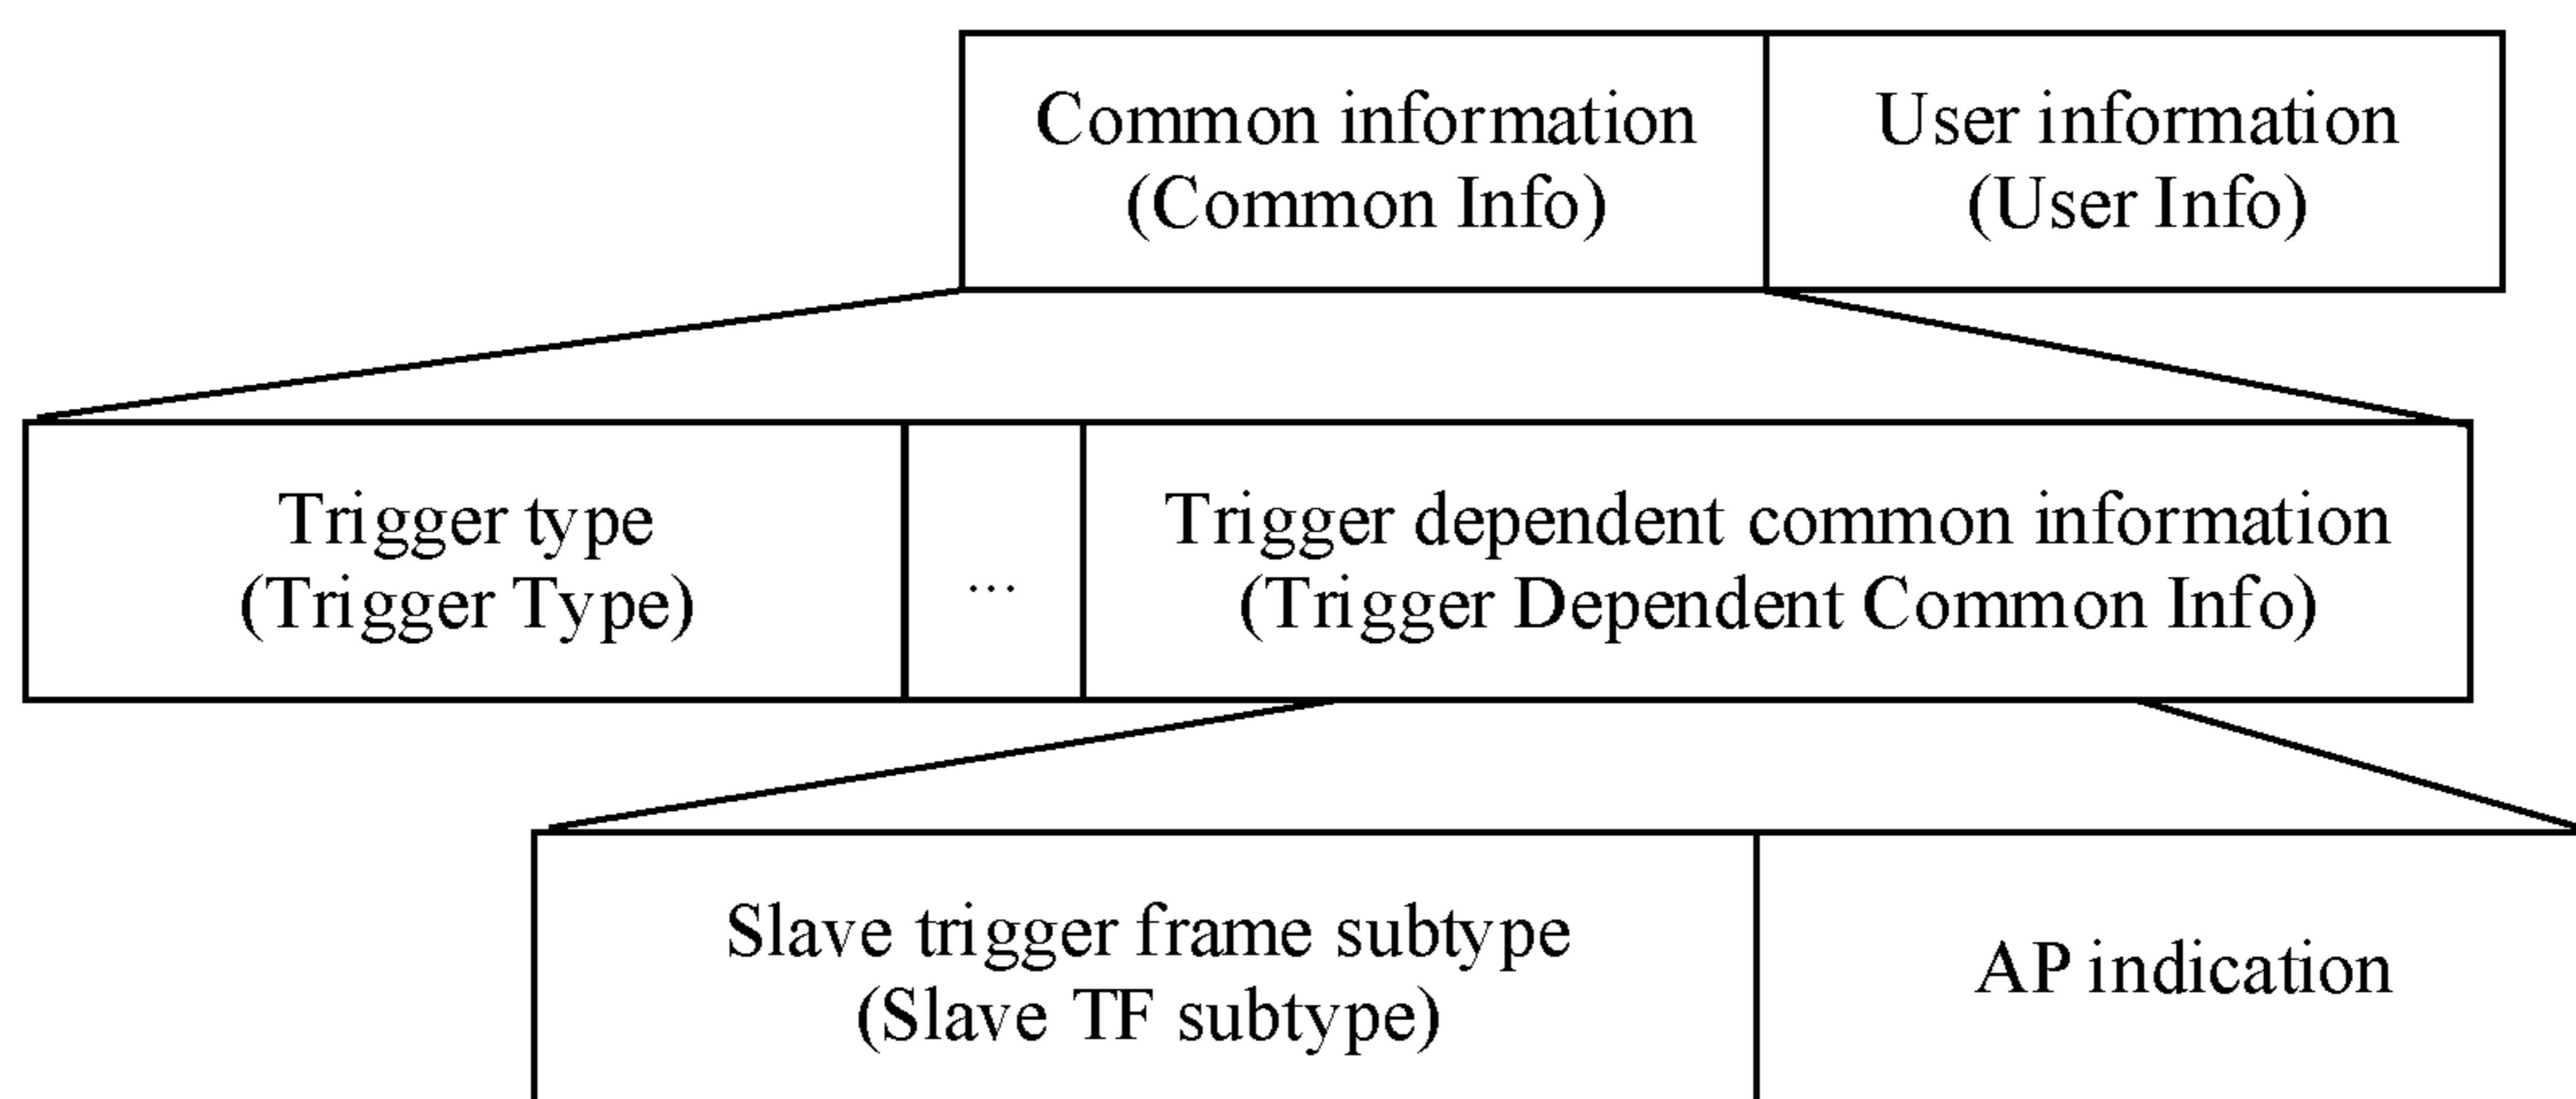 Common information
(Common Info)
User information
(User Info)
Trigger type
(Trigger Type)
...
Trigger dependent common information
(Trigger Dependent Common Info)
Slave trigger frame subtype
(Slave TF subtype)
AP indication